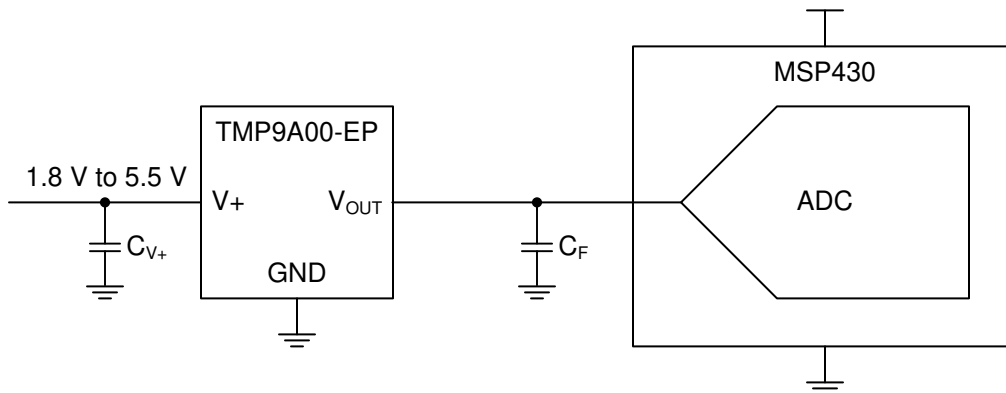 MSP430
TMP9A00-EP
1.8 V to 5.5 V
V+
VOUT
ADC
CV+
CF
GND